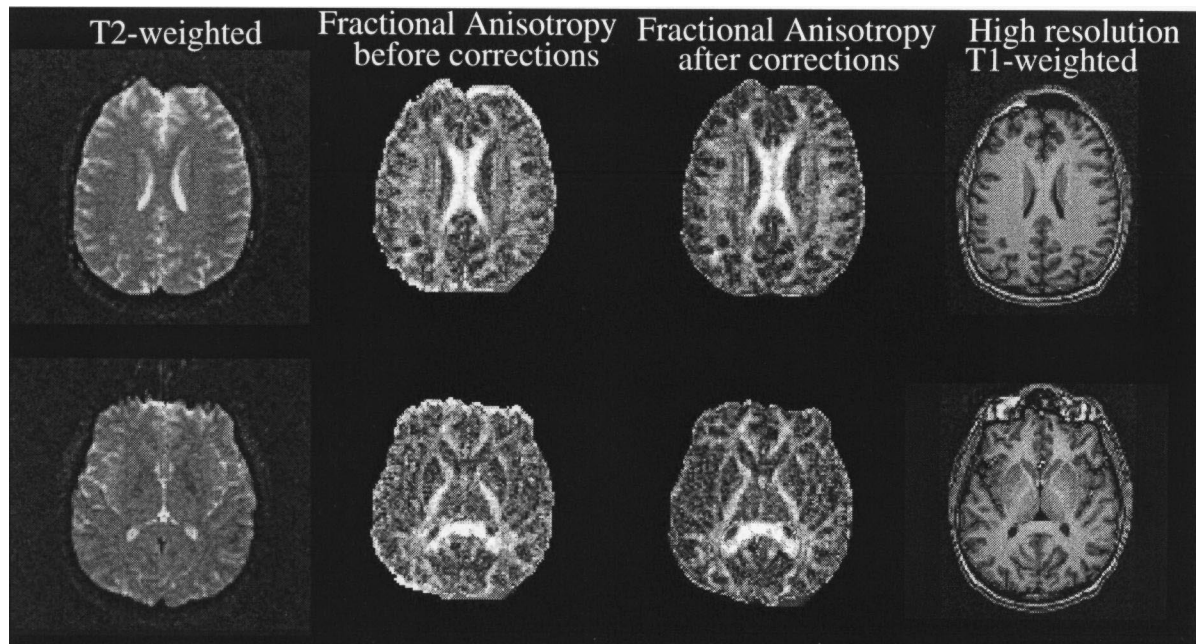 T2-weighted
Fractional Anisotropy
before corrections
Fractional Anisotropy
after corrections
High resolution
T1-weighted